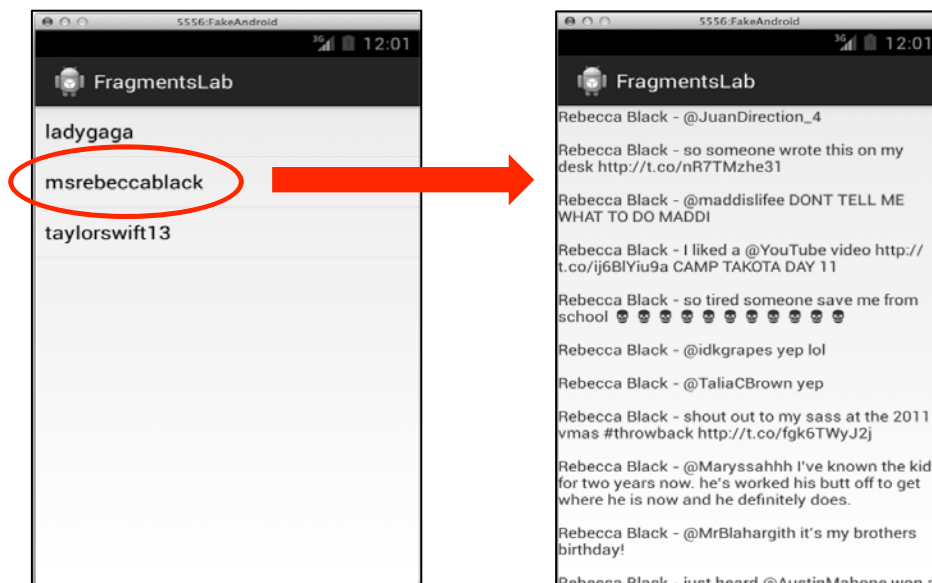 5556:FakeAndroid
3G 12:01
FragmentsLab
ladygaga
msrebeccablack
taylorswift13
5556:FakeAndroid
3G 12:01
FragmentsLab
Rebecca Black - @JuanDirection_4
Rebecca Black - so someone wrote this on my
desk http://t.co/nR7TMzhe31
Rebecca Black - @maddislifee DONT TELL ME
WHAT TO DO MADDI
Rebecca Black - I liked a @YouTube video http://
t.co/ij6BlYiu9a CAMP TAKOTA DAY 11
Rebecca Black - so tired someone save me from
school 💀 💀 💀 💀 💀 💀 💀 💀 💀 💀 💀
Rebecca Black - @idkgrapes yep lol
Rebecca Black - @TaliaCBrown yep
Rebecca Black - shout out to my sass at the 2011
vmas #throwback http://t.co/fgk6TWyJ2j
Rebecca Black - @Maryssahhh I've known the kid
for two years now. he's worked his butt off to get
where he is now and he definitely does.
Rebecca Black - @MrBlahargith it's my brothers
birthday!
Rebecca Black - just heard @AustinMahone won a